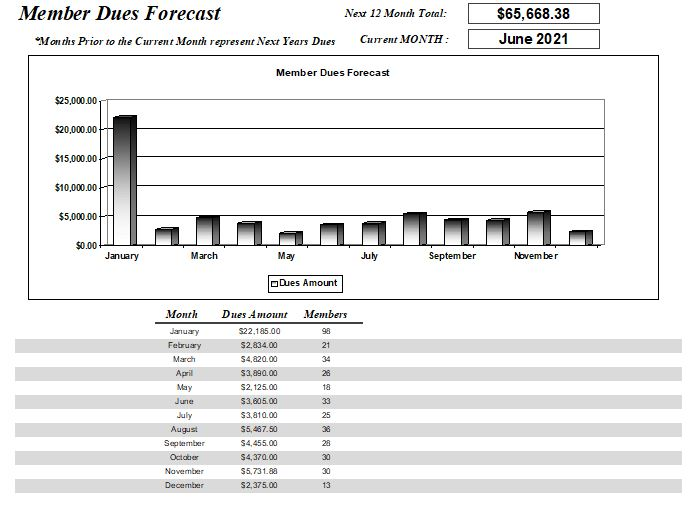 Member Dues Forecast
Next 12 Month Total: $65,668.38
*Months Prior to the Current Month represent Next Years Dues
Current MONTH : June 2021
Member Dues Forecast
$25,000.00
$20,000.00
$15,000.00
$10,000.00
$5,000.00
$0.00
January March May July September November
Dues Amount
Month Dues Amount Members
January $22,185.00 98
February $2,834.00 21
March $4,820.00 34
April $3,890.00 26
May $2,125.00 18
June $3,605.00 33
July $3,810.00 25
August $5,467.50 36
September $4,455.00 28
October $4,370.00 30
November $5,731.88 30
December $2,375.00 13